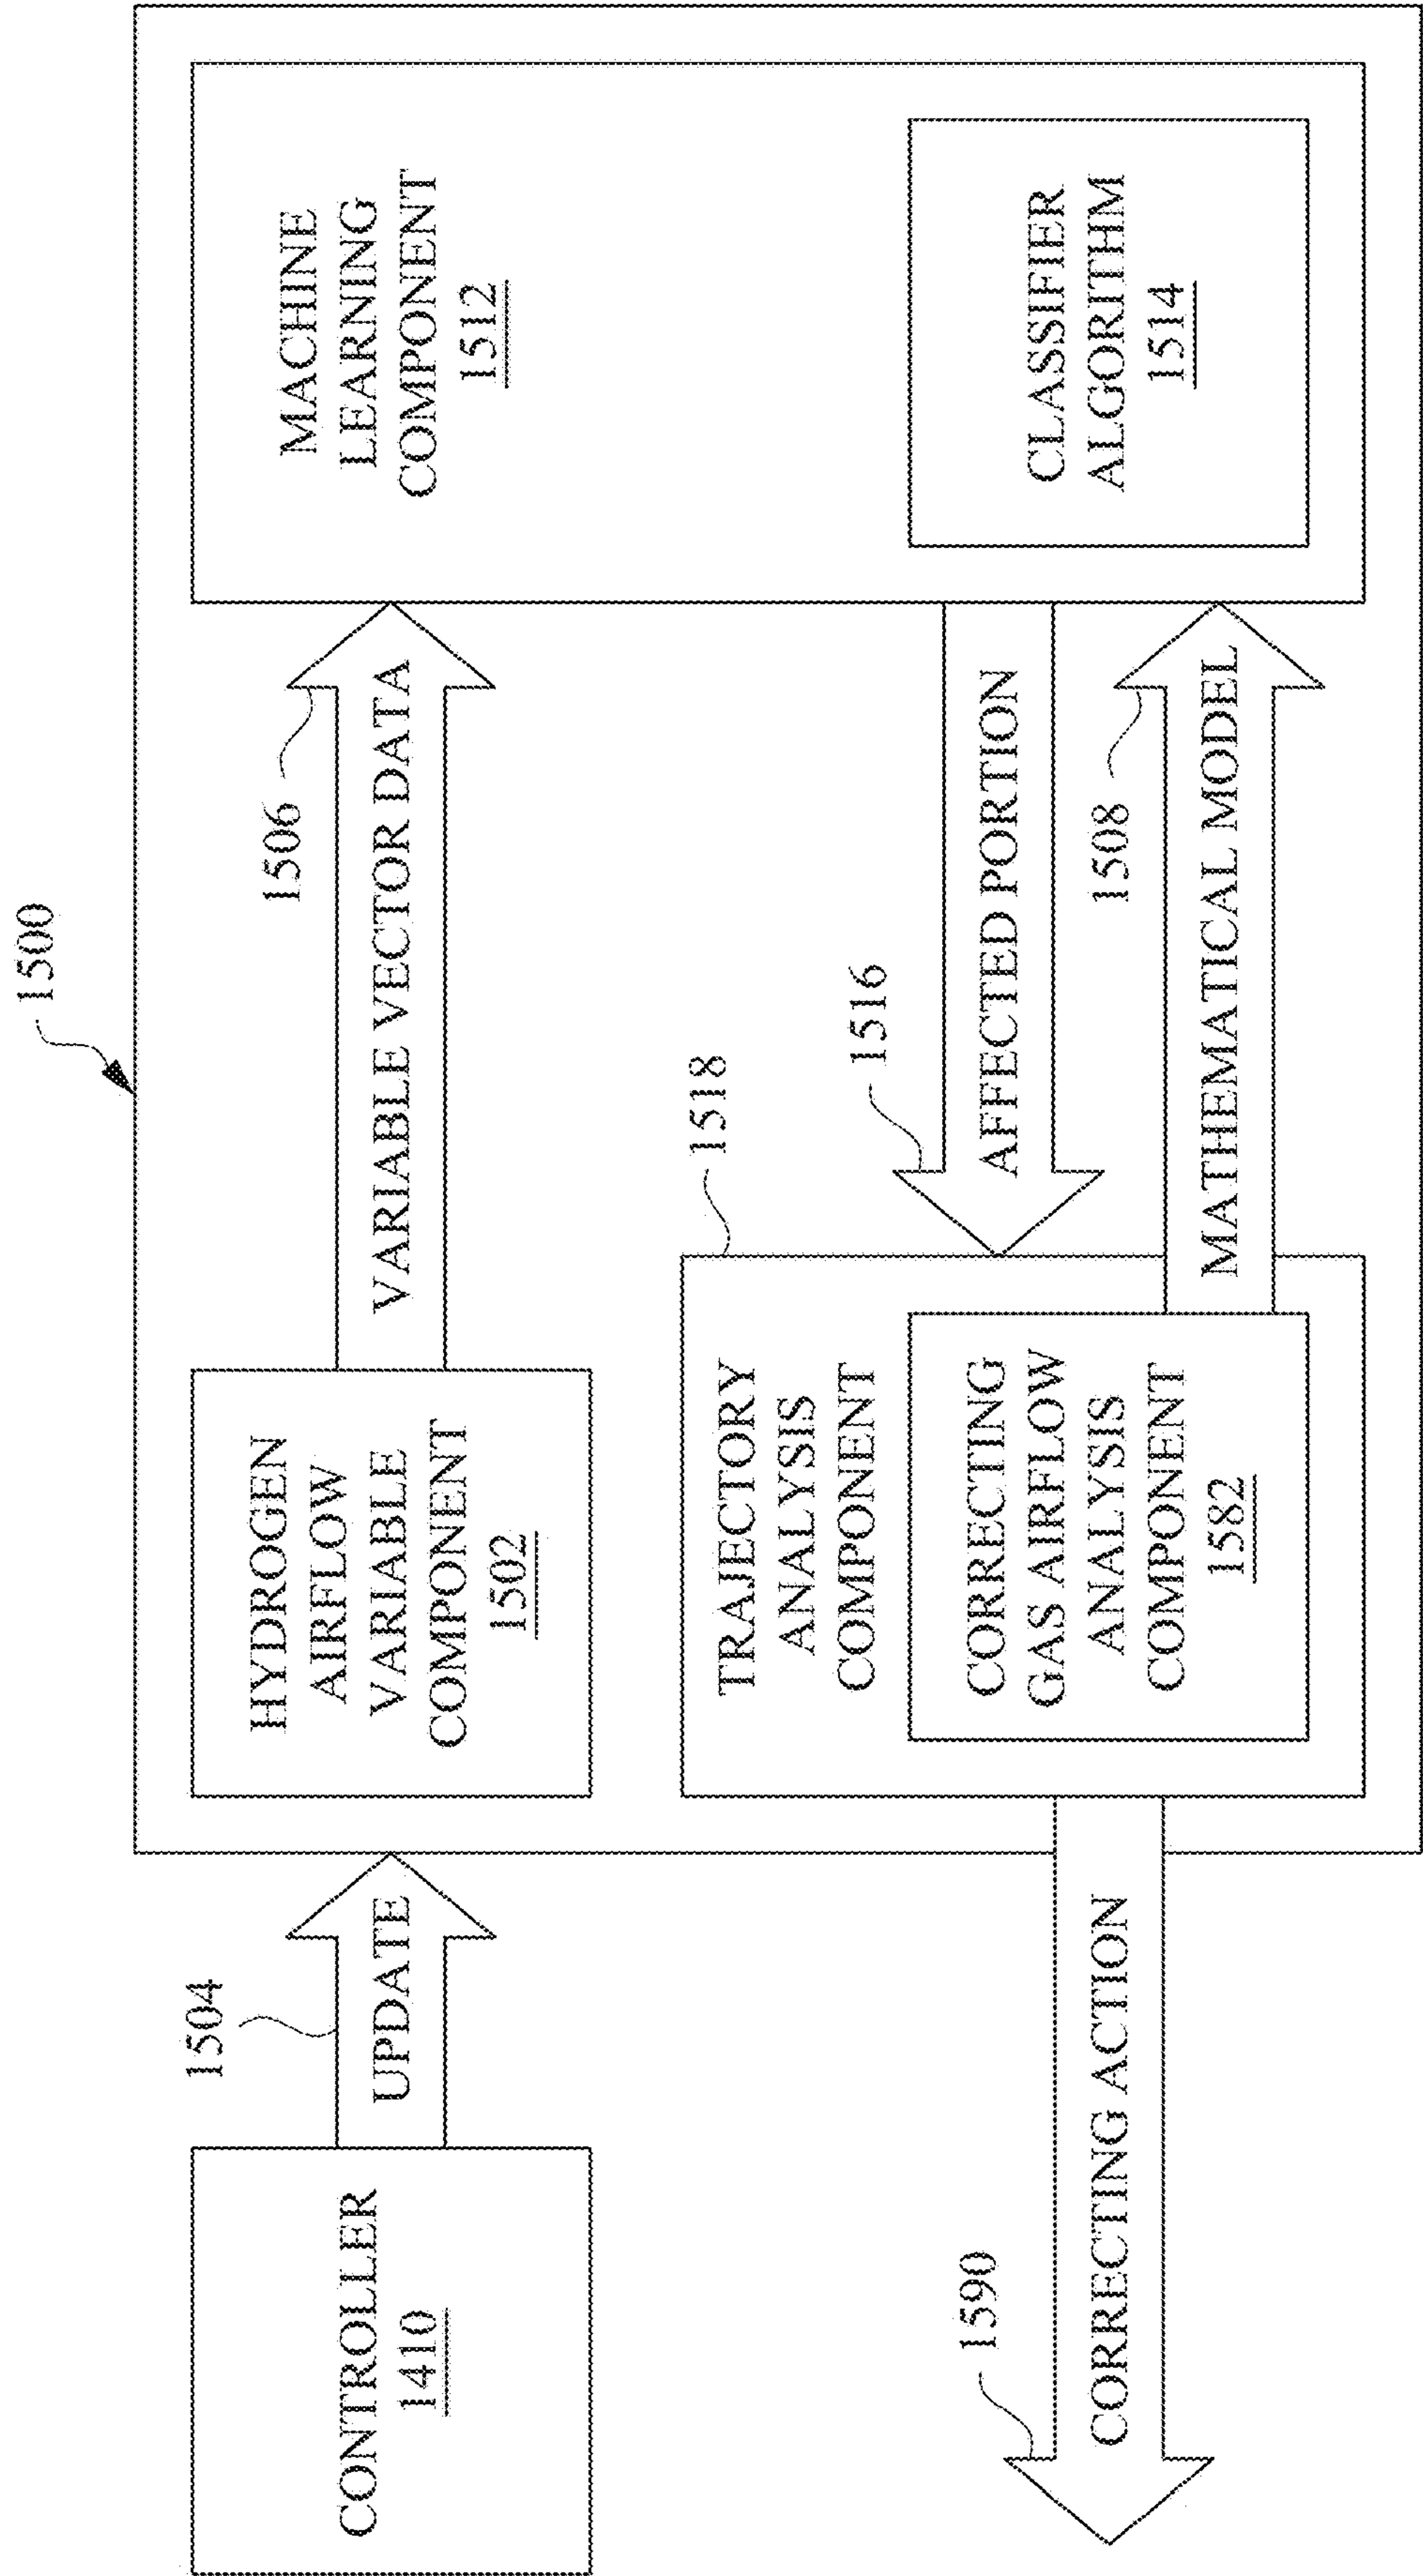 1500
CONTROLLER
1410
1504
UPDATE
HYDROGEN
AIRFLOW
VARIABLE
COMPONENT
1502
1506
VARIABLE VECTOR DATA
MACHINE
LEARNING
COMPONENT
1512
1518
TRAJECTORY
ANALYSIS
COMPONENT
CORRECTING
GAS AIRFLOW
ANALYSIS
COMPONENT
1582
1516
AFFECTED PORTION
1508
MATHEMATICAL MODEL
CLASSIFIER
ALGORITHM
1514
1590
CORRECTING ACTION